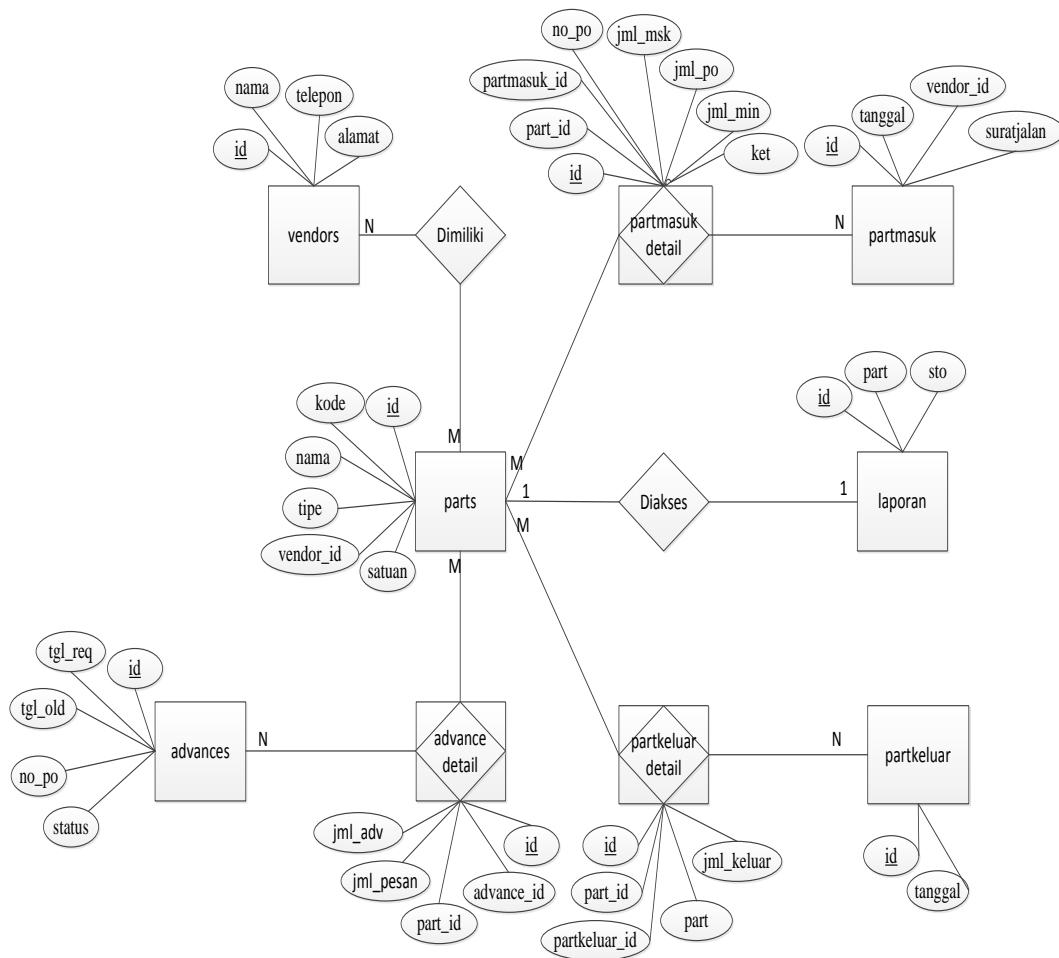 no_po
jml_msk
nama
telepon
partmasuk_id
jml_po
vendor_id
alamat
part_id
jml_min
tanggal
suratjalan
id
id
ket
id
vendors
N
Dimiliki
partmasuk
detail
N
partmasuk
kode
id
part
sto
id
nama
M
M
tipe
parts
1
Diakses
1
laporan
vendor_id
satuan
M
M
tgl_req
id
tgl_old
advances
N
advance
detail
partkeluar
detail
N
partkeluar
no_po
status
jml_adv
id
id
jml_keluar
id
jml_pesan
advance_id
part_id
tanggal
part_id
partkeluar_id
part